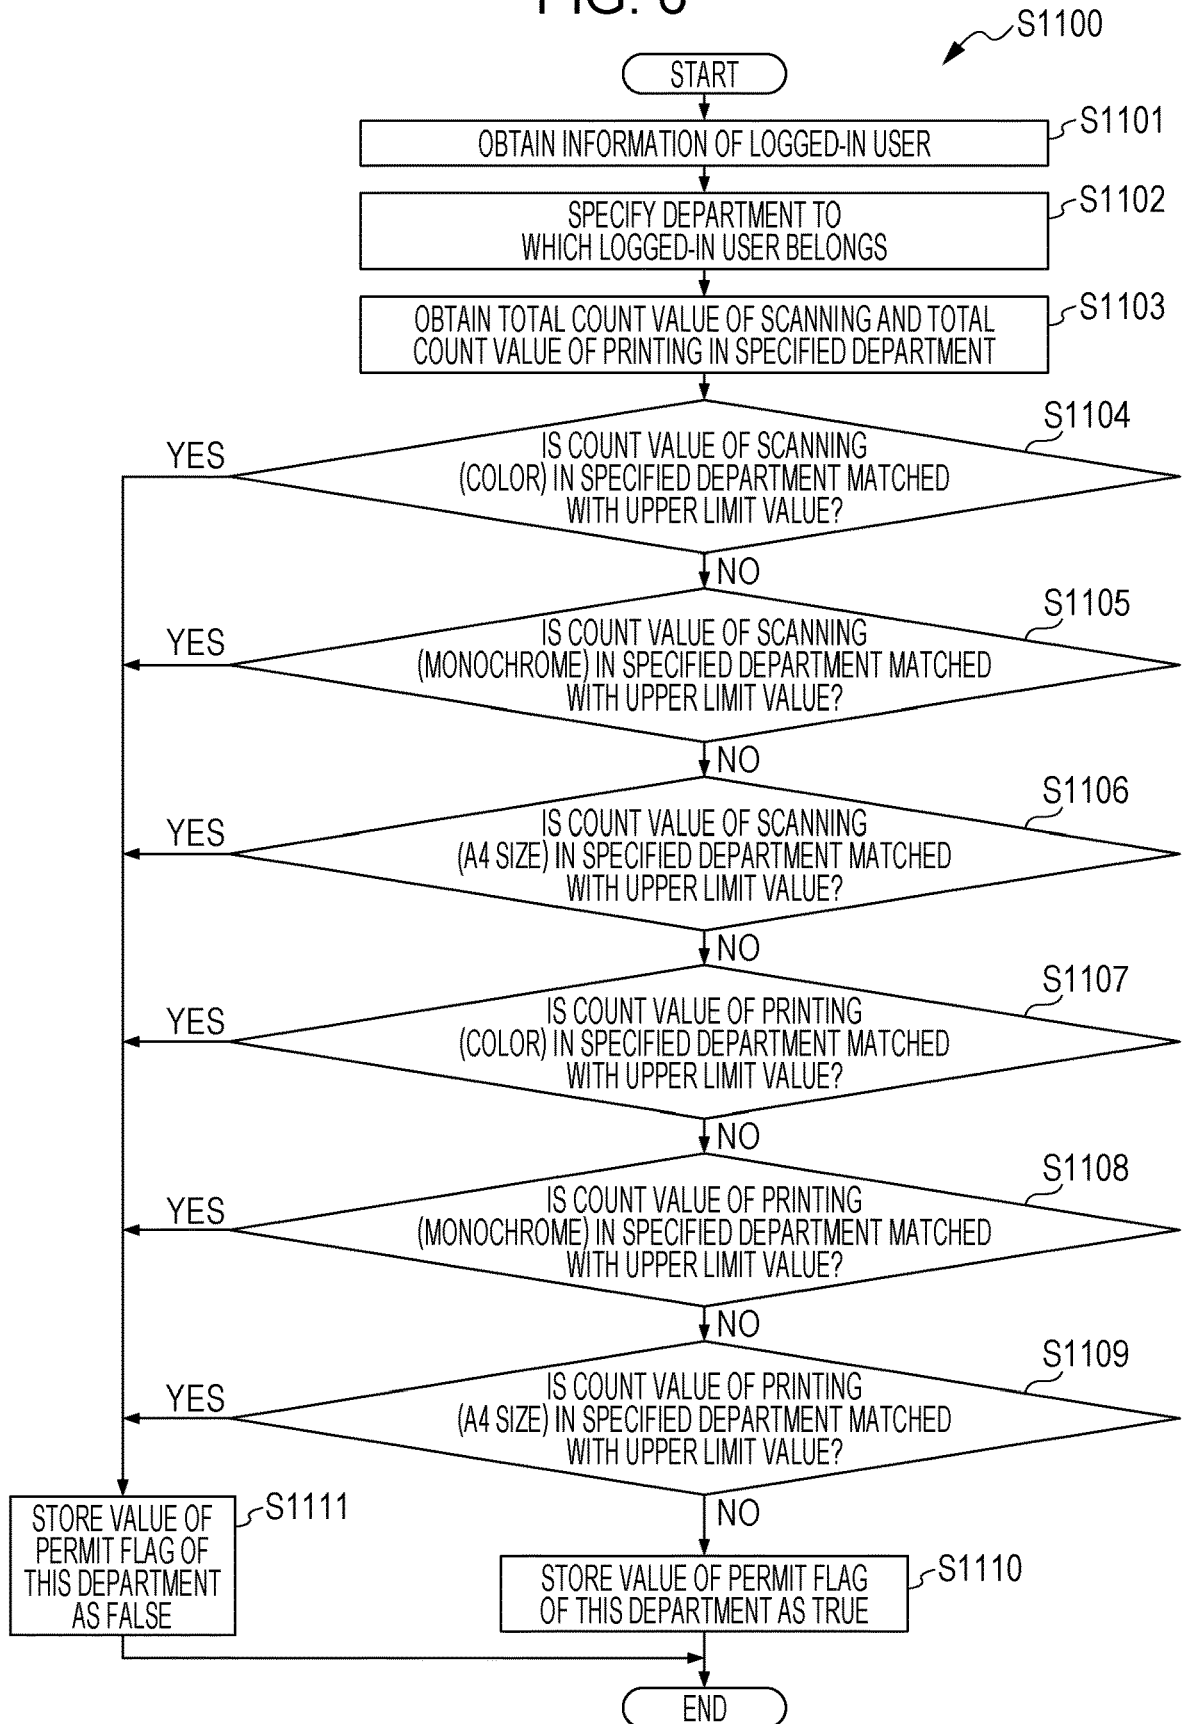 S1100
START
S1101
OBTAIN INFORMATION OF LOGGED-IN USER
S1102
SPECIFY DEPARTMENT TO
WHICH LOGGED-IN USER BELONGS
S1103
OBTAIN TOTAL COUNT VALUE OF SCANNING AND TOTAL
COUNT VALUE OF PRINTING IN SPECIFIED DEPARTMENT
S1104
YES
IS COUNT VALUE OF SCANNING
(COLOR) IN SPECIFIED DEPARTMENT MATCHED
WITH UPPER LIMIT VALUE?
NO
S1105
YES
IS COUNT VALUE OF SCANNING
(MONOCHROME) IN SPECIFIED DEPARTMENT MATCHED
WITH UPPER LIMIT VALUE?
NO
S1106
YES
IS COUNT VALUE OF SCANNING
(A4 SIZE) IN SPECIFIED DEPARTMENT MATCHED
WITH UPPER LIMIT VALUE?
NO
S1107
YES
IS COUNT VALUE OF PRINTING
(COLOR) IN SPECIFIED DEPARTMENT MATCHED
WITH UPPER LIMIT VALUE?
NO
S1108
YES
IS COUNT VALUE OF PRINTING
(MONOCHROME) IN SPECIFIED DEPARTMENT MATCHED
WITH UPPER LIMIT VALUE?
NO
S1109
YES
IS COUNT VALUE OF PRINTING
(A4 SIZE) IN SPECIFIED DEPARTMENT MATCHED
WITH UPPER LIMIT VALUE?
NO
S1111
STORE VALUE OF
PERMIT FLAG OF
THIS DEPARTMENT
AS FALSE
S1110
STORE VALUE OF PERMIT FLAG
OF THIS DEPARTMENT AS TRUE
END